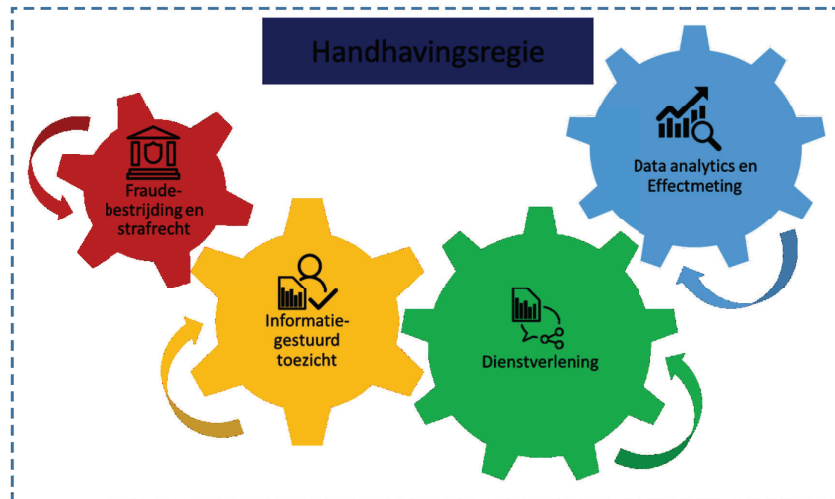 Handhavingsregie
Fraude-
bestrijding en
strafrecht
Informatie-
gestuurd
toezicht
Dienstverlening
Data analytics en
Effectmeting